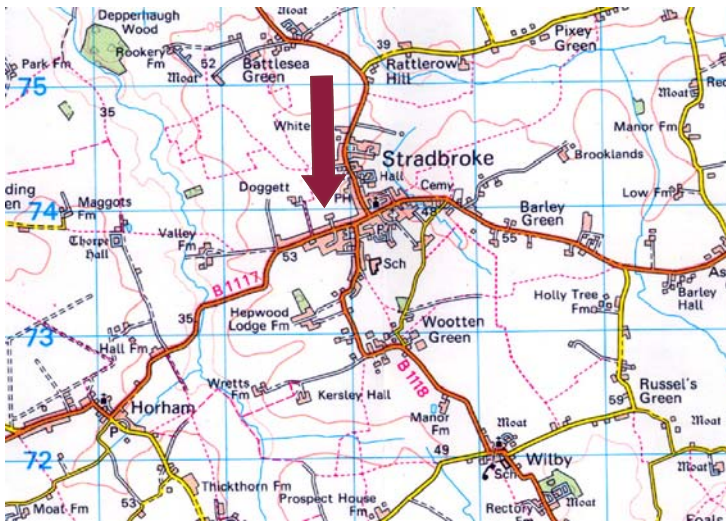 Depperhaugh
Wood
Moat
39
Pixey
Green
Rookery
Fm
Moat
52
Battlesea
Green
Rattlerow
Hill
Park Fm
75
35
Moat
White
Manor Fm
Stradbroke
Brooklands
Hall
Doggett
PH
Cemy
Low Fm
Maggots
Fm
74
48
Barley
Green
Thorpe
Hall
Valley
Fm
53
55
Sch
B 1117
Barley
Hall
Holly Tree
Fm
Hepwood
Lodge Fm
35
73
Wootten
Green
Hall Fm
B 1118
Wretts
Fm
Kersley Hall
Russel's
Green
59
Horham
Manor
Fm
Moat
72
49
Wilby
Moat
Sch
Thickthorn Fm
Prospect House
Fm
Moat
Rectory
Fm
53
Moat Fm